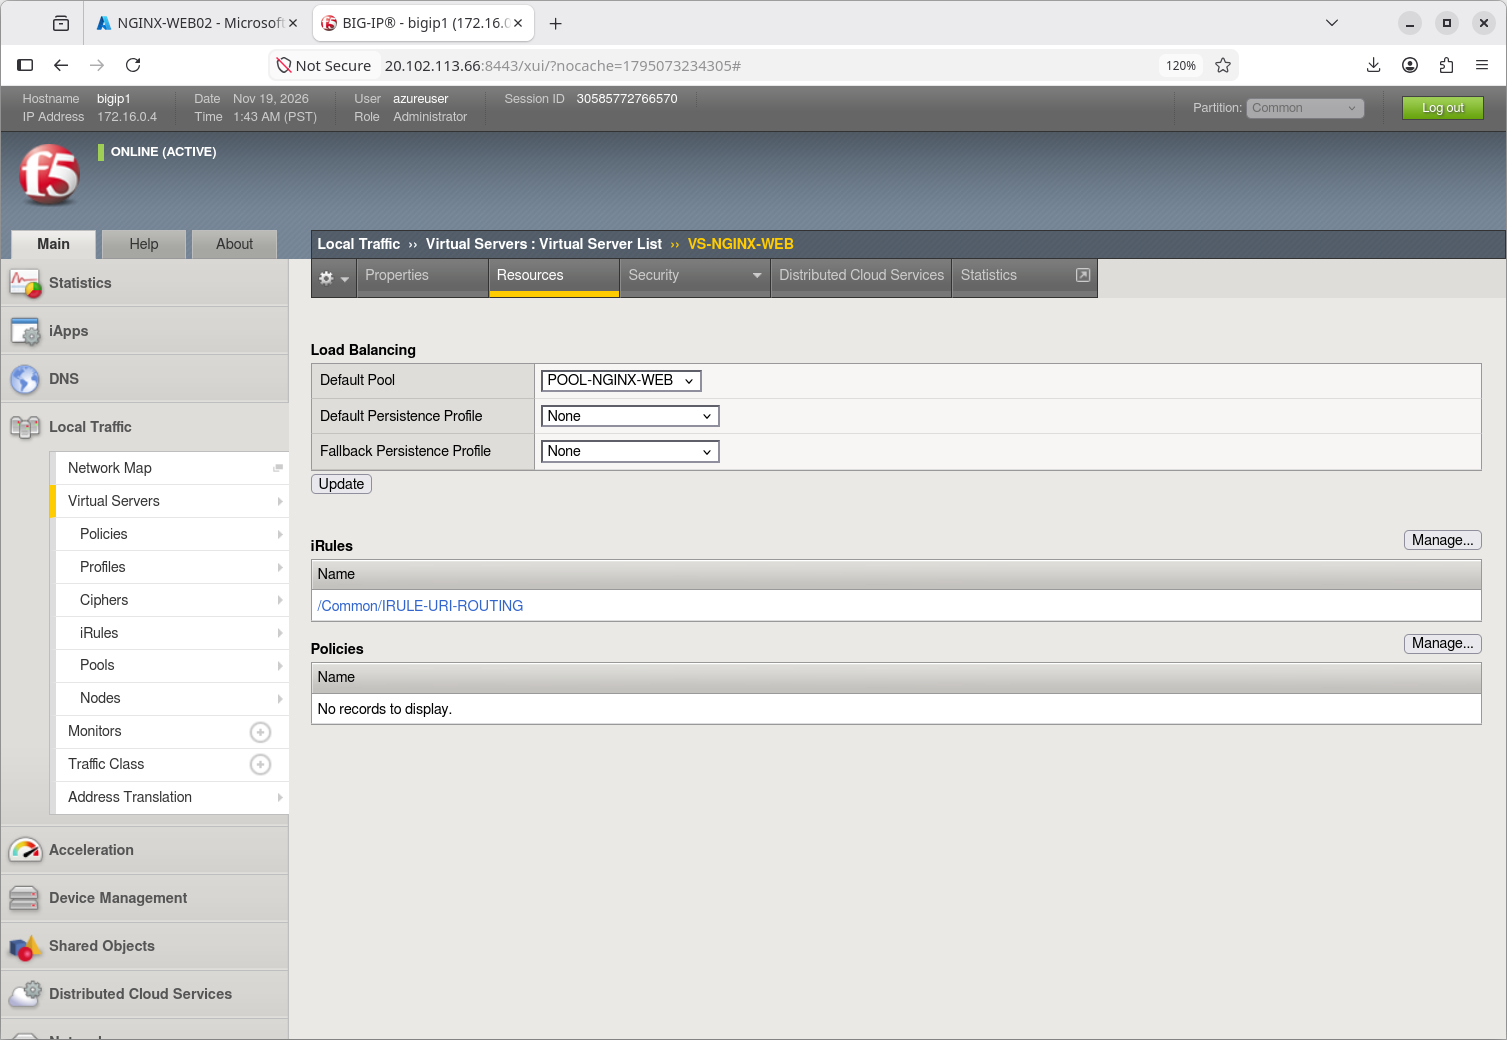 NGINX-WEB02 - Microsoft
BIG-IP® - bigip1 (172.16.0
Not Secure
20.102.113.66:8443/xui/?nocache=1795073234305#
120%
Hostname bigip1
IP Address 172.16.0.4
Date Nov 19, 2026
Time 1:43 AM (PST)
User azureuser
Role Administrator
Session ID 30585772766570
Partition: Common
Log out
f5
ONLINE (ACTIVE)
Main
Help
About
Local Traffic ›› Virtual Servers : Virtual Server List ›› VS-NGINX-WEB
Properties
Resources
Security
Distributed Cloud Services
Statistics
Statistics
iApps
DNS
Local Traffic
Network Map
Virtual Servers
Policies
Profiles
Ciphers
iRules
Pools
Nodes
Monitors
Traffic Class
Address Translation
Acceleration
Device Management
Shared Objects
Distributed Cloud Services
Load Balancing
Default Pool POOL-NGINX-WEB
Default Persistence Profile None
Fallback Persistence Profile None
Update
iRules
Manage...
Name
/Common/IRULE-URI-ROUTING
Policies
Manage...
Name
No records to display.